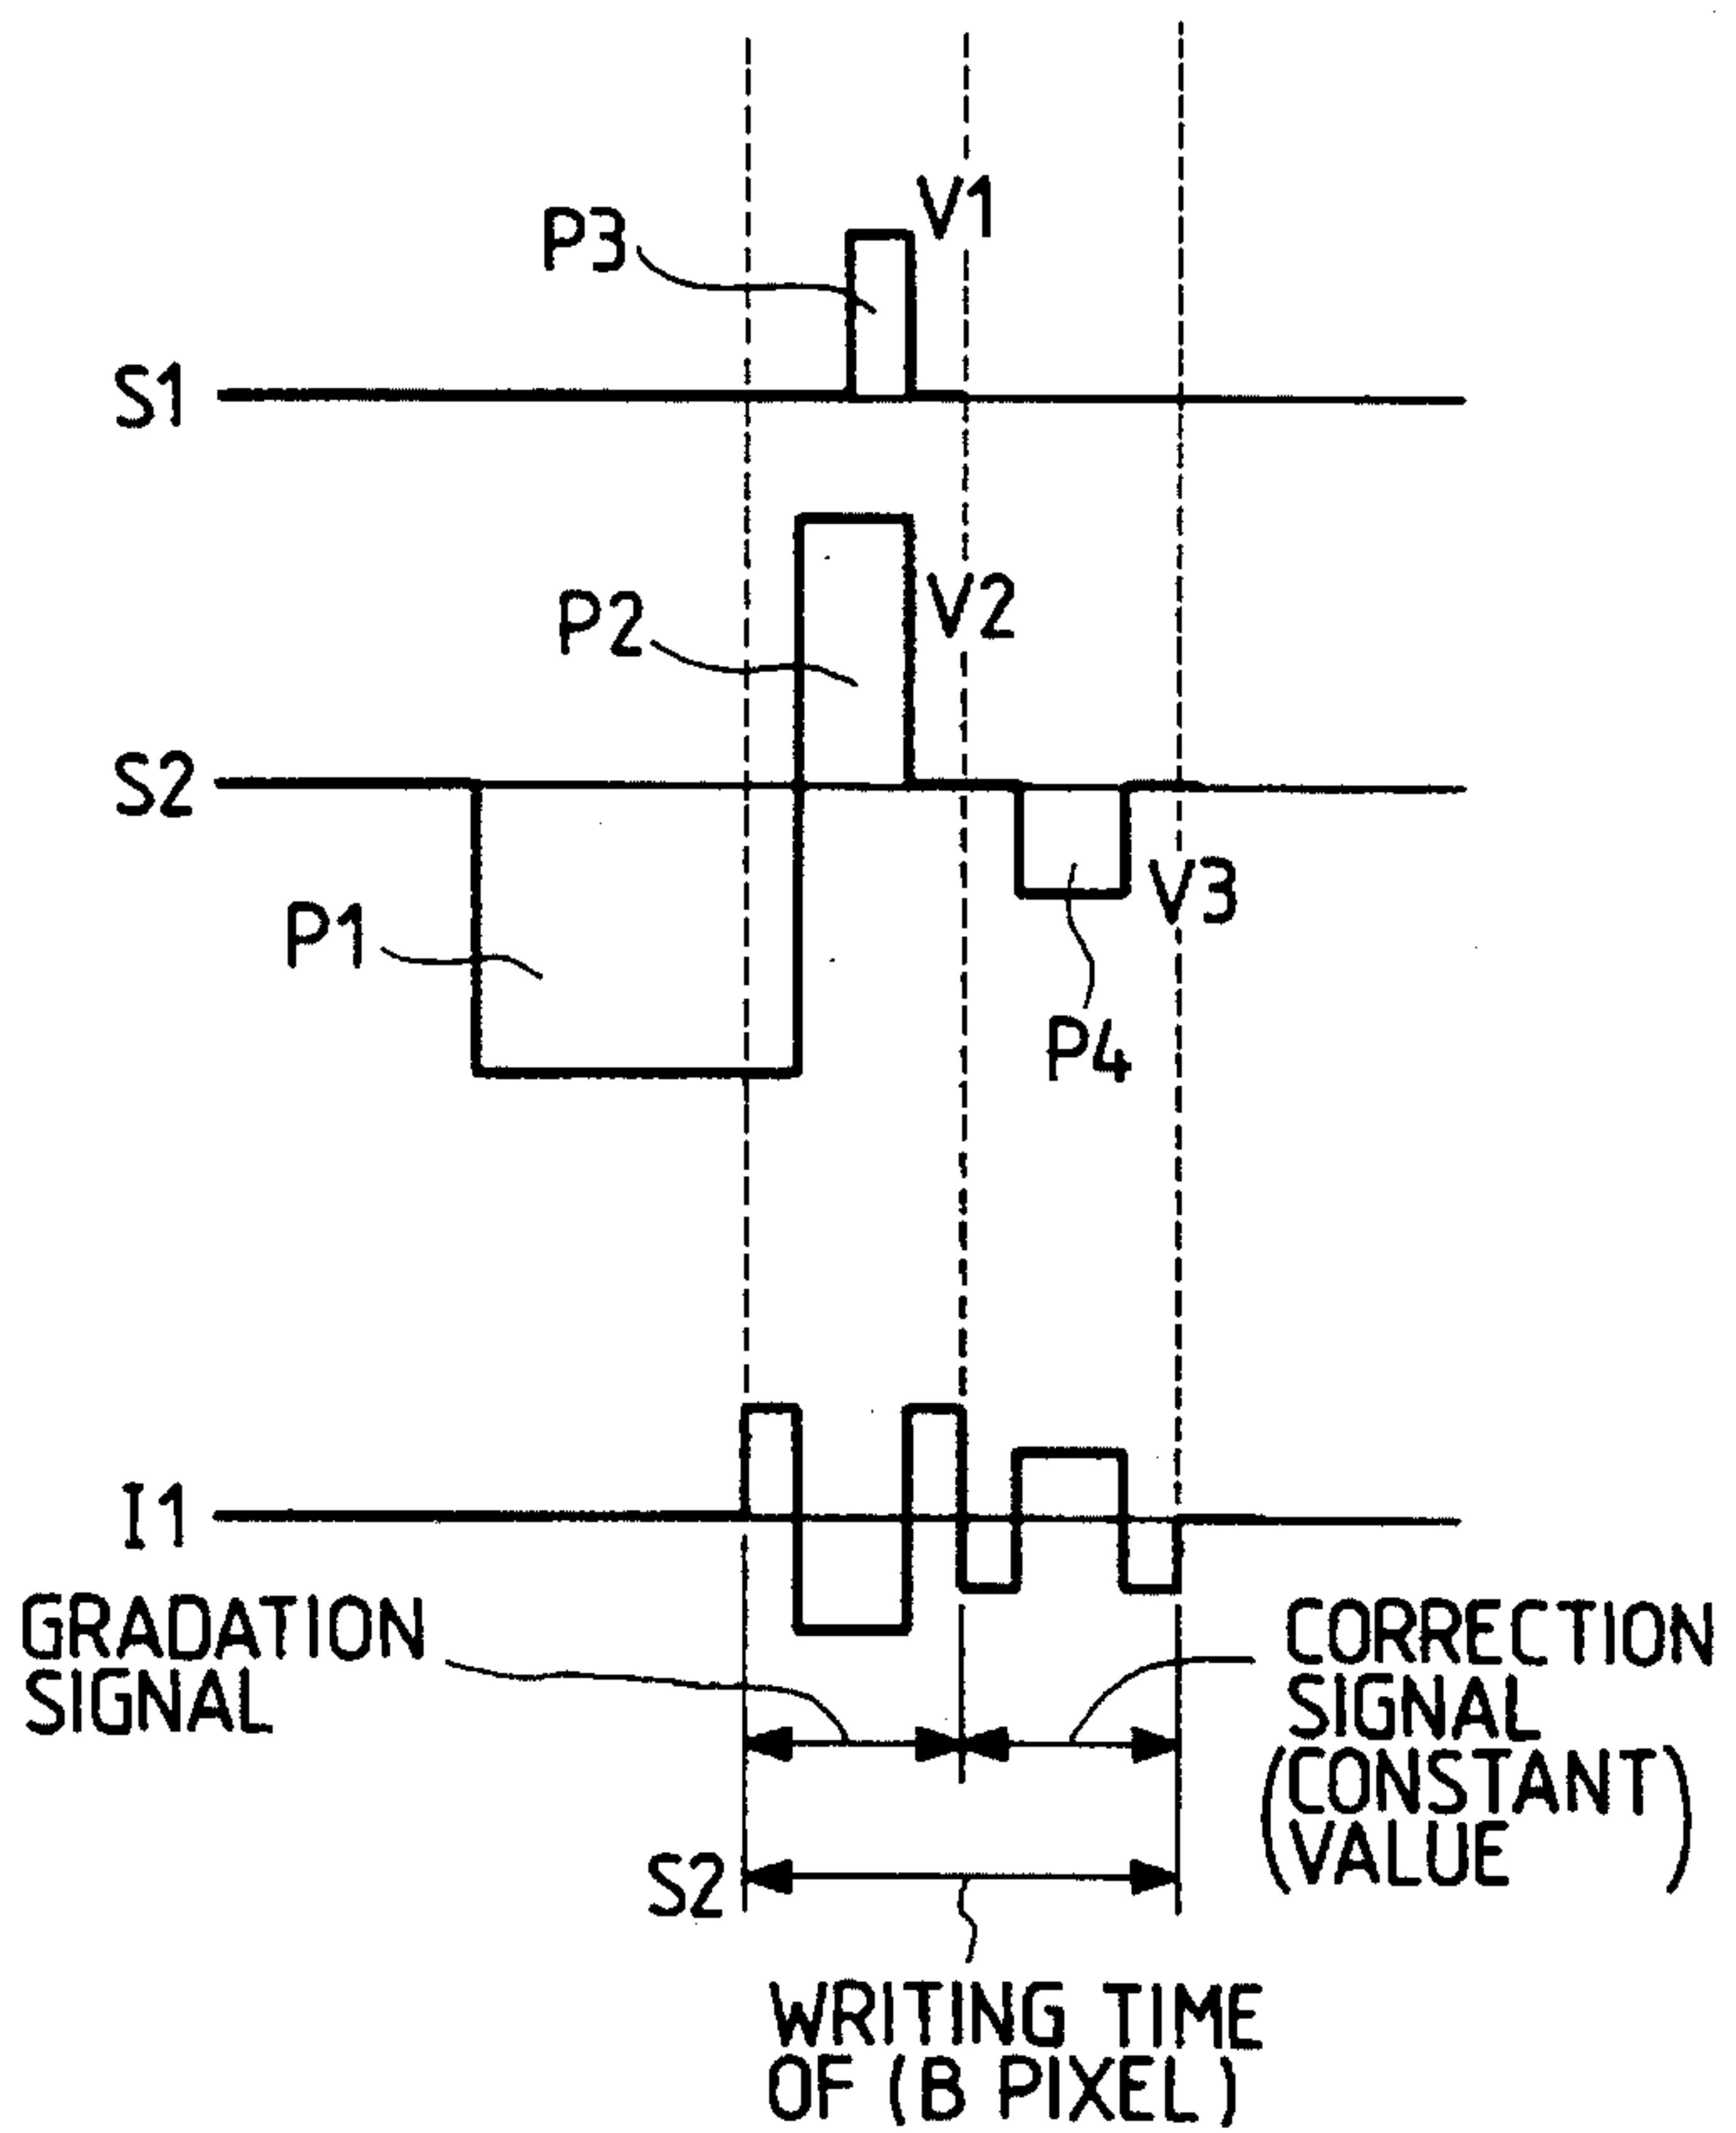 V1
P3
S1
V2
P2
S2
V3
P1
P4
I1
GRADATION
SIGNAL
CORRECTION
SIGNAL
(CONSTANT
VALUE)
S2
WRITING TIME
OF (B PIXEL)